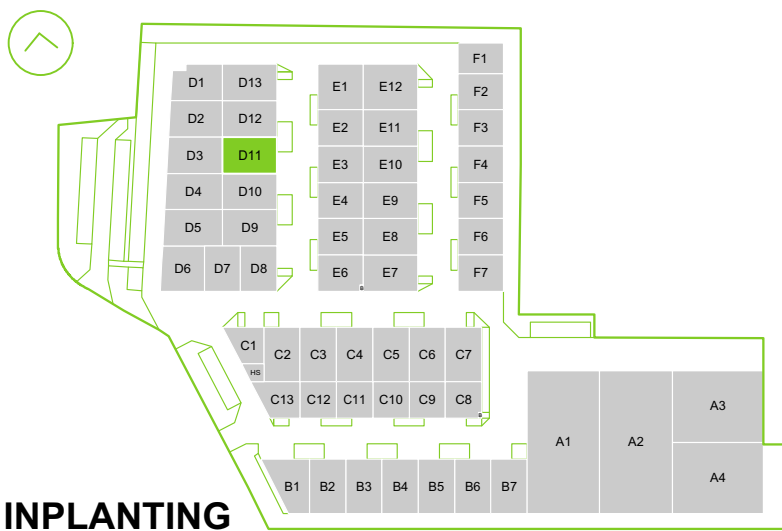 F1
D1 D13 E1 E12 F2
D2 D12 E2 E11 F3
D3 D11 E3 E10 F4
D4 D10 E4 E9 F5
D5 D9 E5 E8 F6
D6 D7 D8 E6 E7 F7
C1 C2 C3 C4 C5 C6 C7
HS
C13 C12 C11 C10 C9 C8
A1 A2 A3
A4
B1 B2 B3 B4 B5 B6 B7
INPLANTING